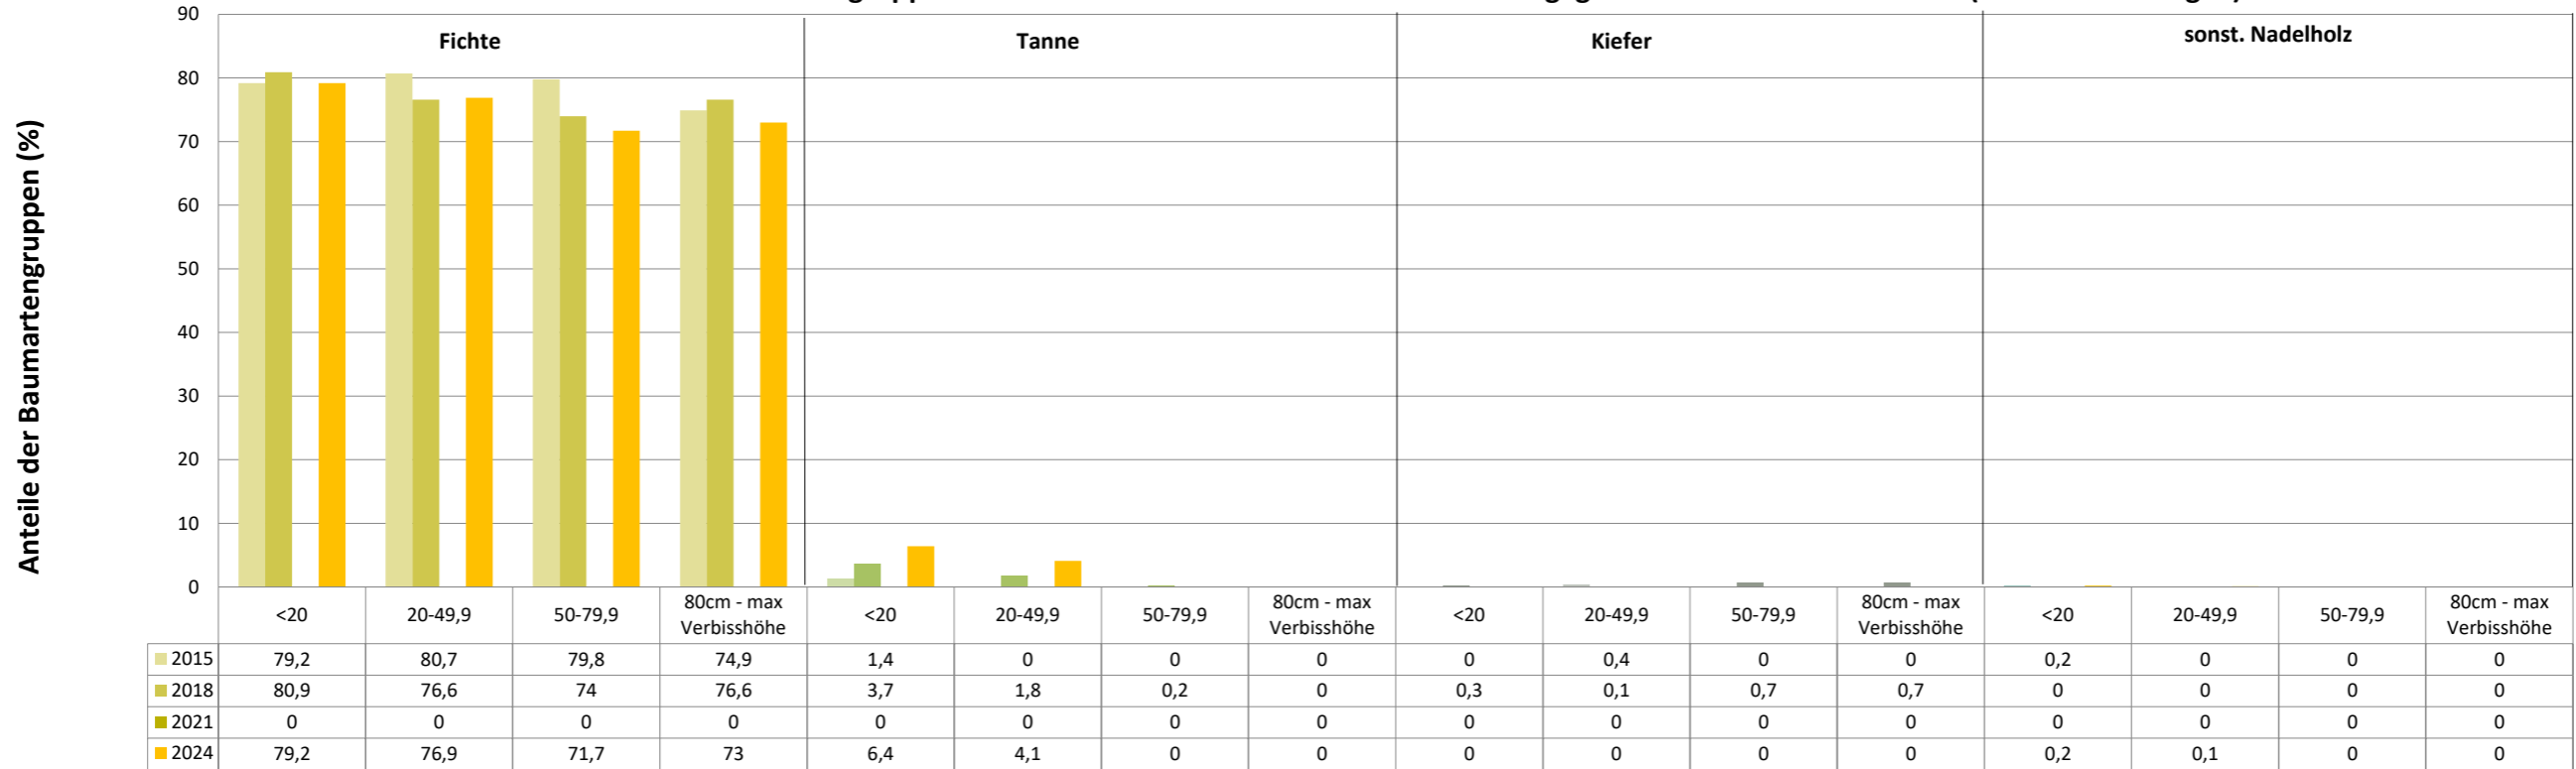 90
80
70
60
50
40
30
20
10
0
Anteile der Baumartengruppen (%)
Fichte Tanne Kiefer sonst. Nadelholz
<20 20-49,9 50-79,9 80cm - max Verbisshöhe <20 20-49,9 50-79,9 80cm - max Verbisshöhe <20 20-49,9 50-79,9 80cm - max Verbisshöhe <20 20-49,9 50-79,9 80cm - max Verbisshöhe
2015 79,2 80,7 79,8 74,9 1,4 0 0 0 0 0,4 0 0 0,2 0 0 0
2018 80,9 76,6 74 76,6 3,7 1,8 0,2 0 0,3 0,1 0,7 0,7 0 0 0 0
2021 0 0 0 0 0 0 0 0 0 0 0 0 0 0 0 0
2024 79,2 76,9 71,7 73 6,4 4,1 0 0 0 0 0 0 0,2 0,1 0 0